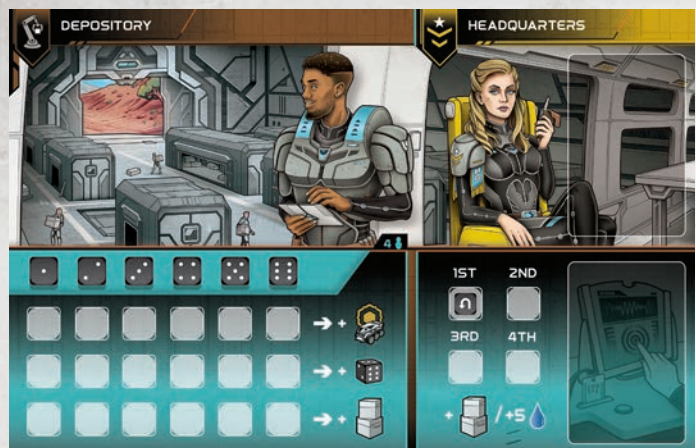 DEPOSITORY
HEADQUARTERS
4
1ST 2ND
3RD 4TH
+
+
+
+ / +5